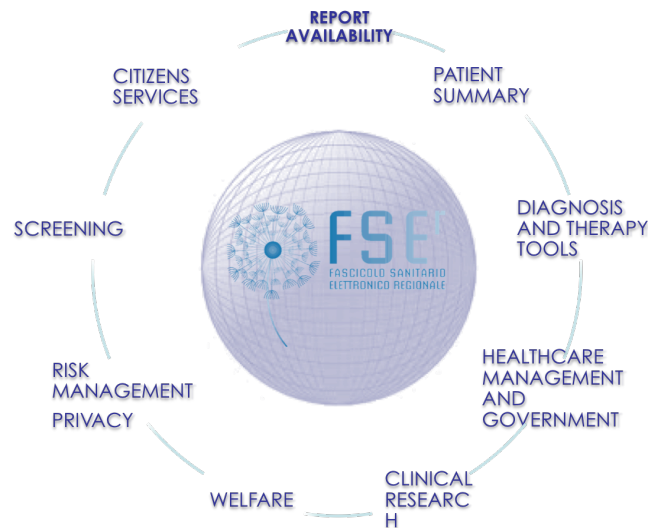 REPORT
AVAILABILITY
CITIZENS
SERVICES
PATIENT
SUMMARY
SCREENING
DIAGNOSIS
AND THERAPY
TOOLS
FSEr
FASCICOLO SANITARIO
ELETTRONICO REGIONALE
RISK
MANAGEMENT
PRIVACY
HEALTHCARE
MANAGEMENT
AND
GOVERNMENT
WELFARE
CLINICAL
RESEARC
H